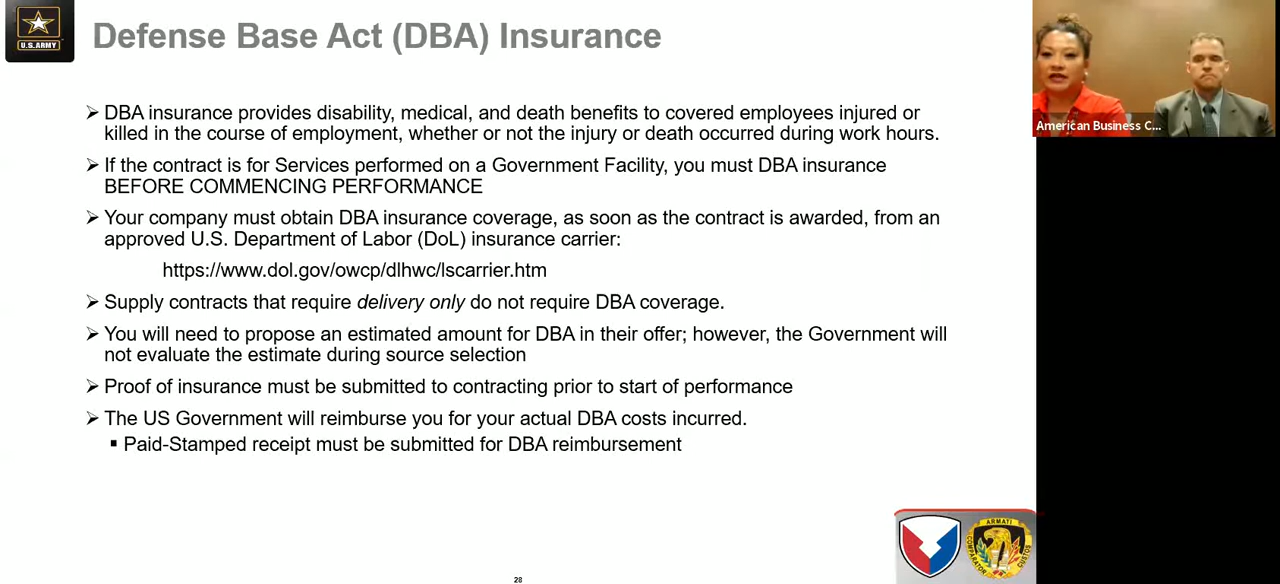 U.S.ARMY
Defense Base Act (DBA) Insurance
American Business C...
➢ DBA insurance provides disability, medical, and death benefits to covered employees injured or
killed in the course of employment, whether or not the injury or death occurred during work hours.
➢ If the contract is for Services performed on a Government Facility, you must DBA insurance
BEFORE COMMENCING PERFORMANCE
➢ Your company must obtain DBA insurance coverage, as soon as the contract is awarded, from an
approved U.S. Department of Labor (DoL) insurance carrier:
https://www.dol.gov/owcp/dlhwc/lscarrier.htm
➢ Supply contracts that require delivery only do not require DBA coverage.
➢ You will need to propose an estimated amount for DBA in their offer; however, the Government will
not evaluate the estimate during source selection
➢ Proof of insurance must be submitted to contracting prior to start of performance
➢ The US Government will reimburse you for your actual DBA costs incurred.
▪ Paid-Stamped receipt must be submitted for DBA reimbursement
ARMATI
COMPARATOR
CUSTOS
28